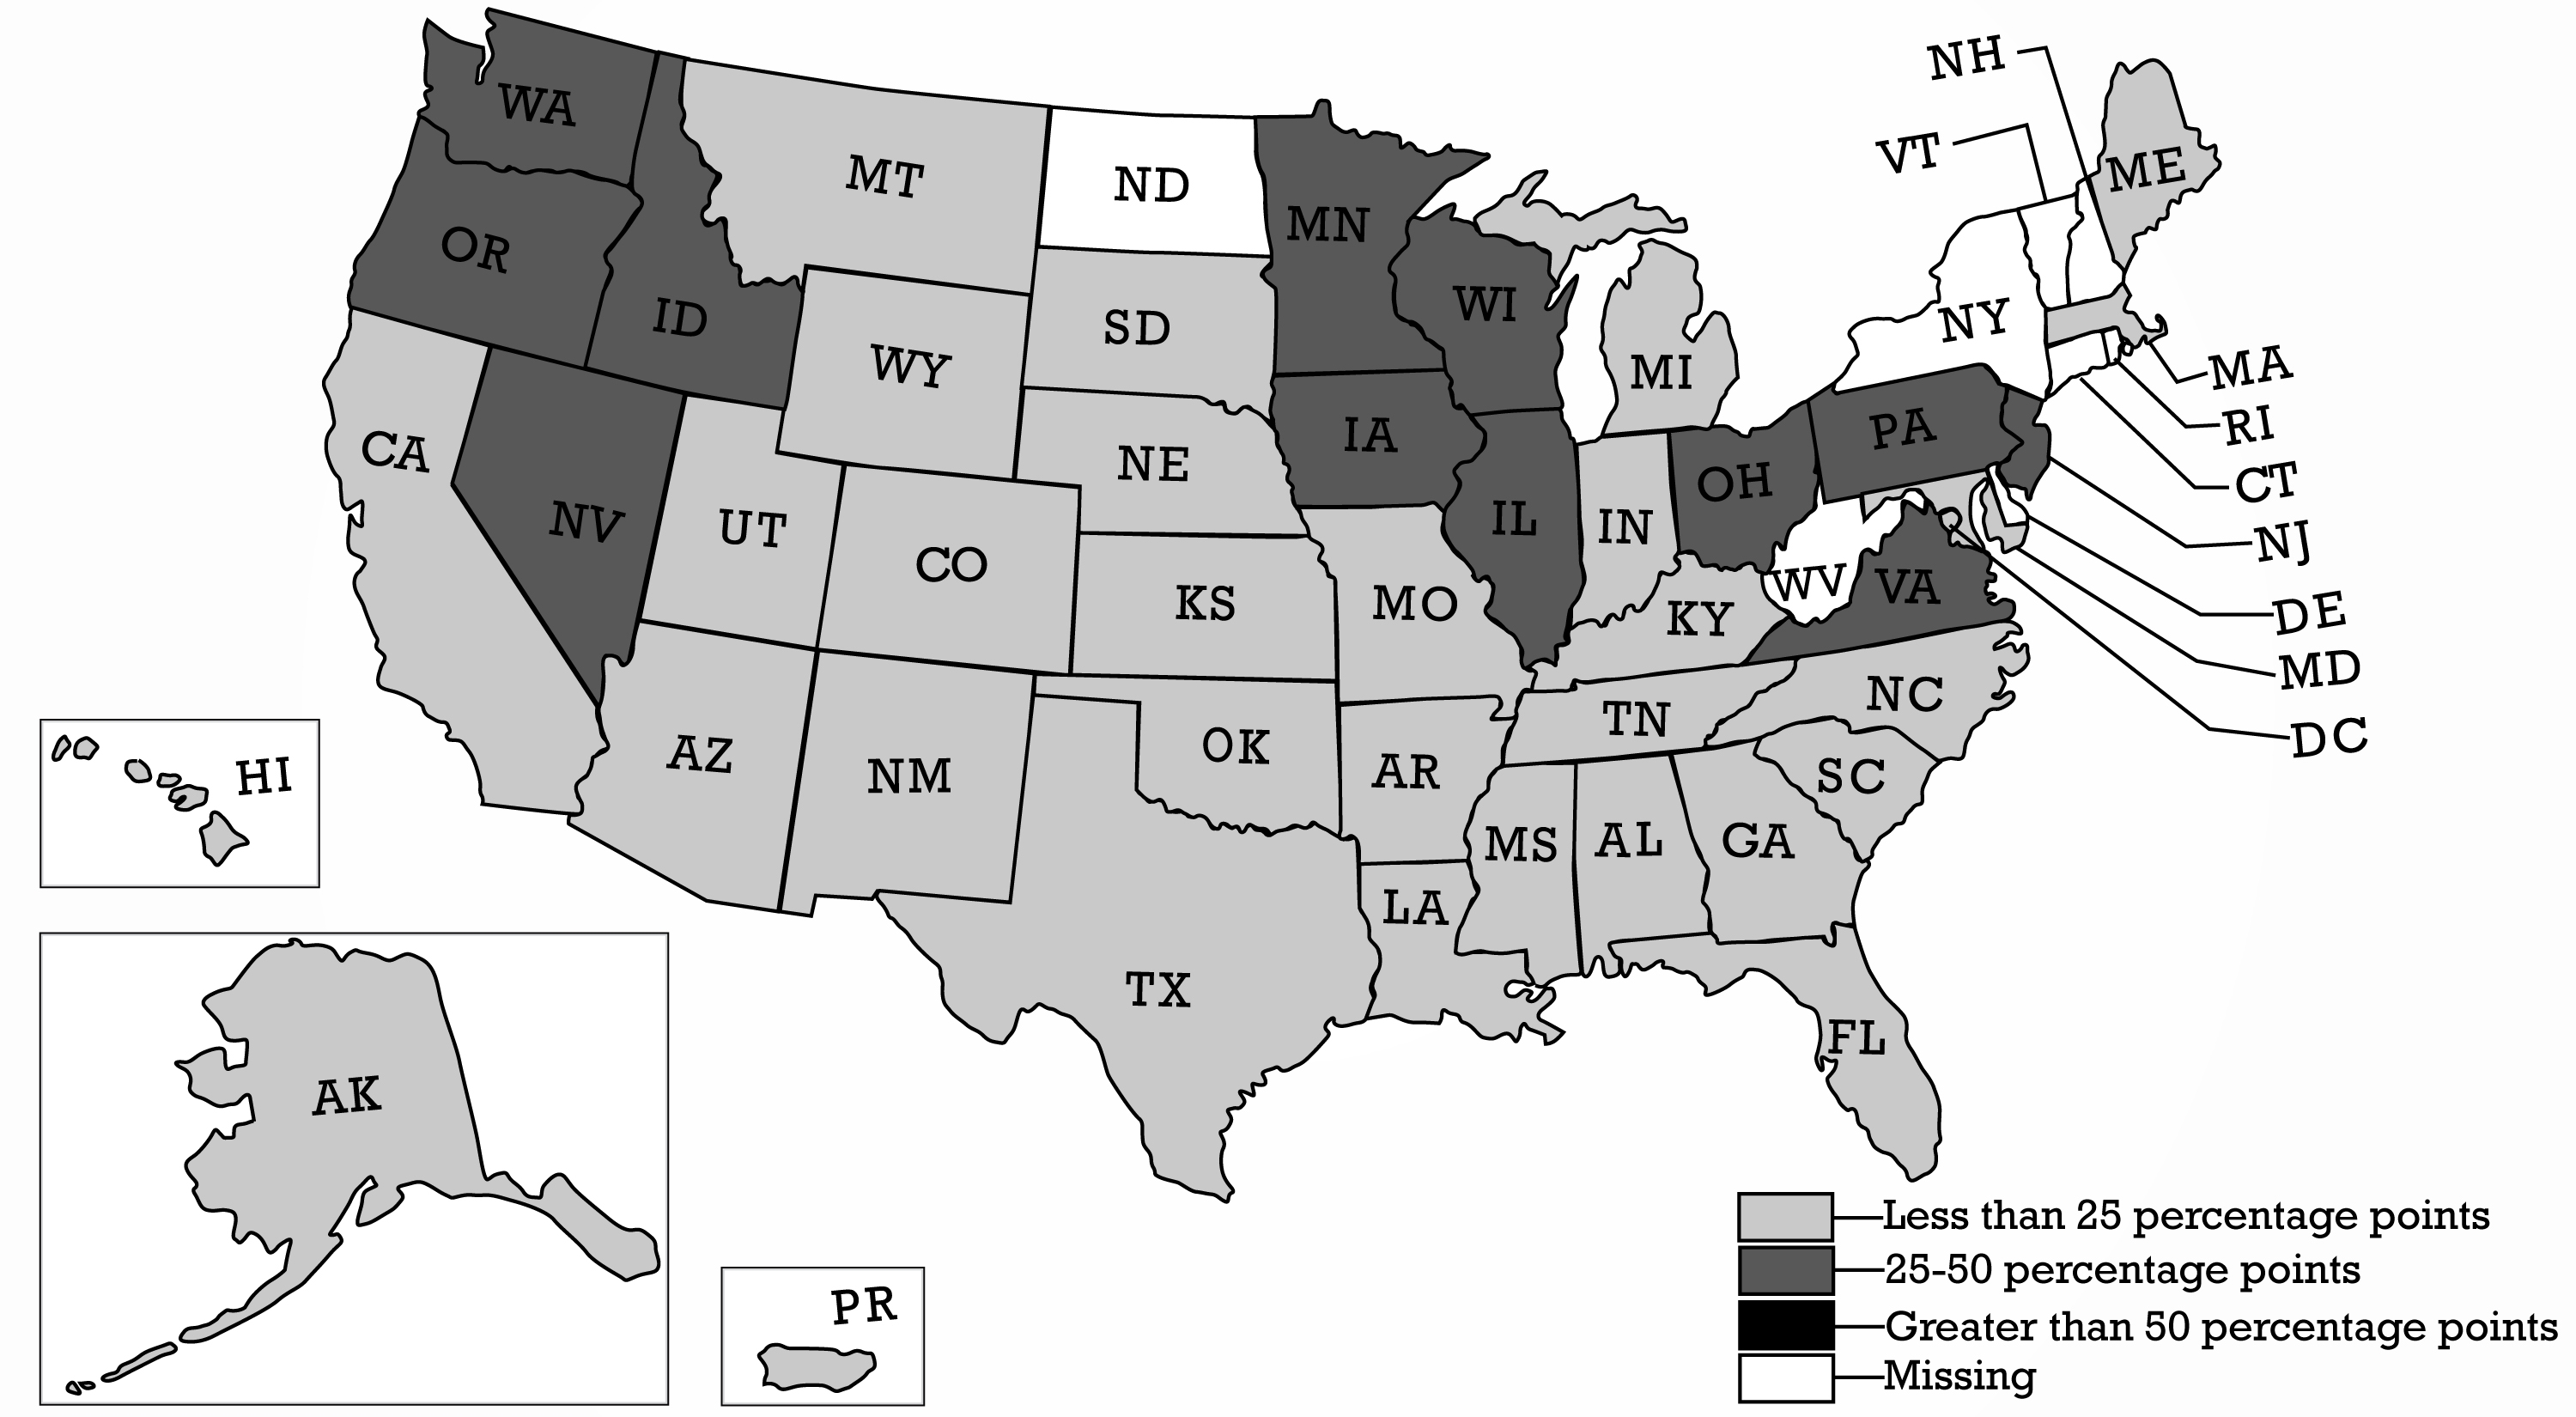 NH
WA
VT
ME
MT
ND
MN
OR
WI
ID
NY
SD
WY
MI
MA
CA
IA
PA
RI
NE
OH
CT
NV
UT
IL
IN
NJ
CO
WV
VA
KS
MO
KY
DE
MD
NC
TN
DC
AZ
OK
HI
NM
AR
SC
MS
AL
GA
LA
TX
FL
AK
Less than 25 percentage points
25-50 percentage points
PR
Greater than 50 percentage points
Missing